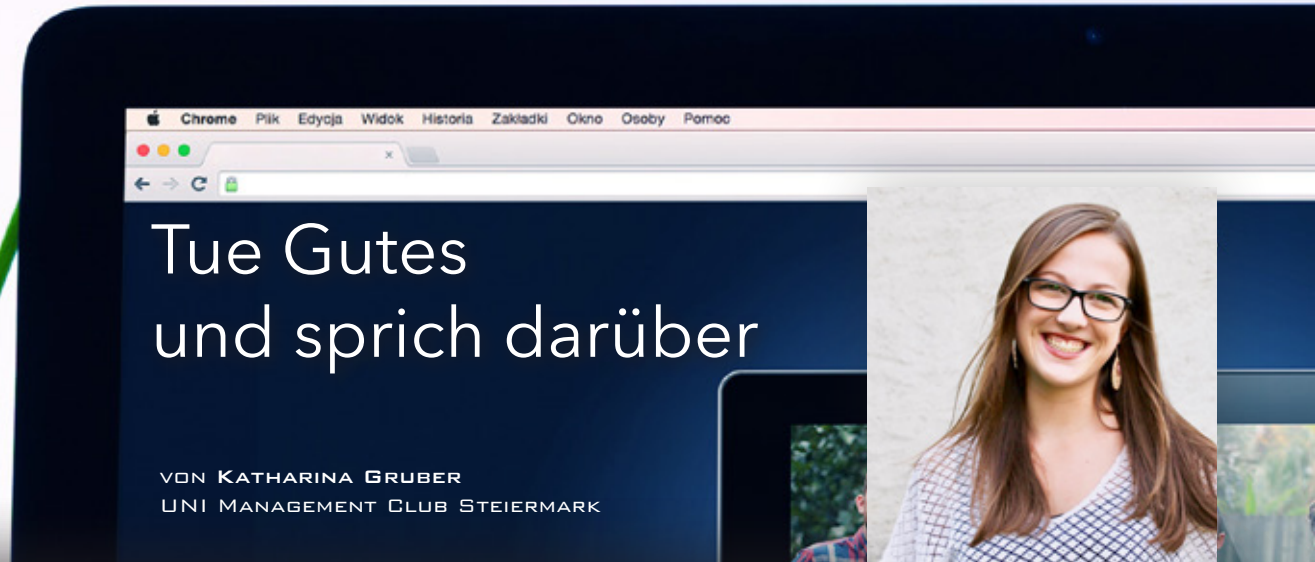 Chrome Plik Edycja Widok Historia Zakładki Okno Osoby Pomoc
Tue Gutes
und sprich darüber
von Katharina Gruber
UNI Management Club Steiermark